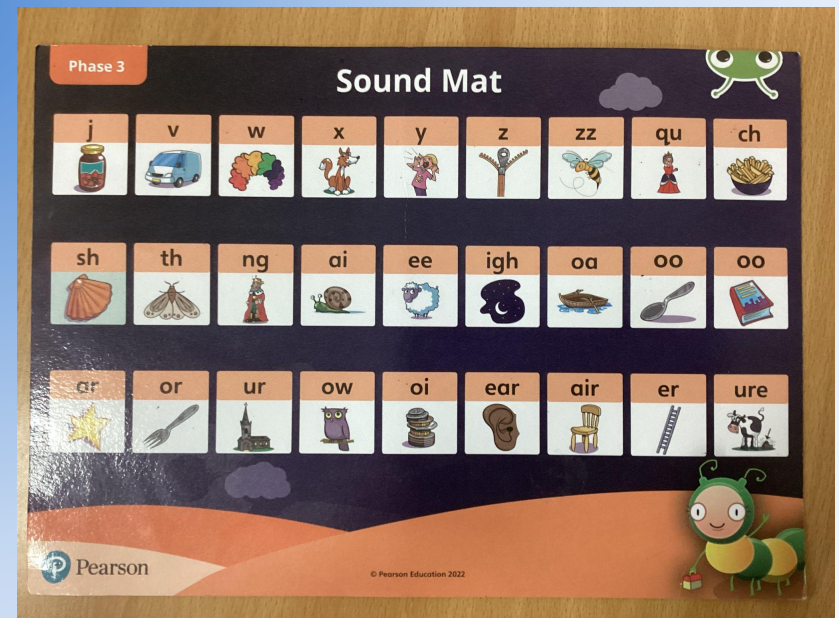 Phase 3
Sound Mat
j v w x y z zz qu ch
sh th ng ai ee igh oa oo oo
ar or ur ow oi ear air er ure
P Pearson
© Pearson Education 2022